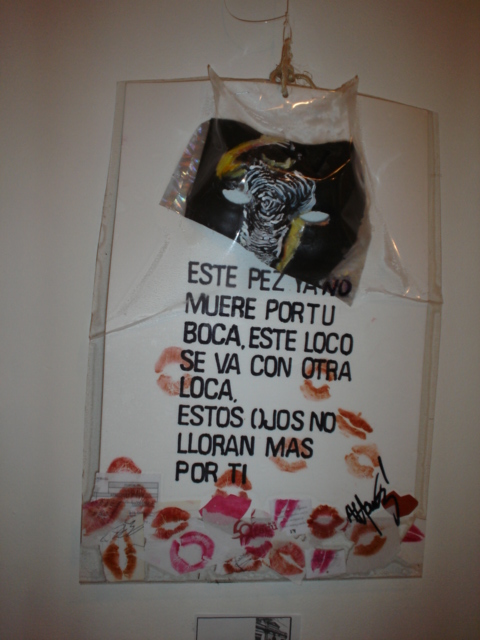 ESTE PEZ YA NO
MUERE POR TU
BOCA, ESTE LOCO
SE VA CON OTRA
LOCA,
ESTOS OJOS NO
LLORAN MAS
POR TI